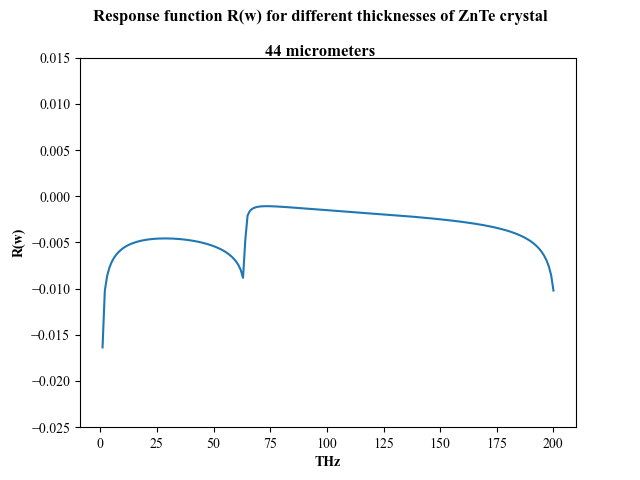 Response function R(w) for different thicknesses of ZnTe crystal
44 micrometers
0.015
0.010
0.005
0.000
−0.005
−0.010
−0.015
−0.020
−0.025
R(w)
0 25 50 75 100 125 150 175 200
THz